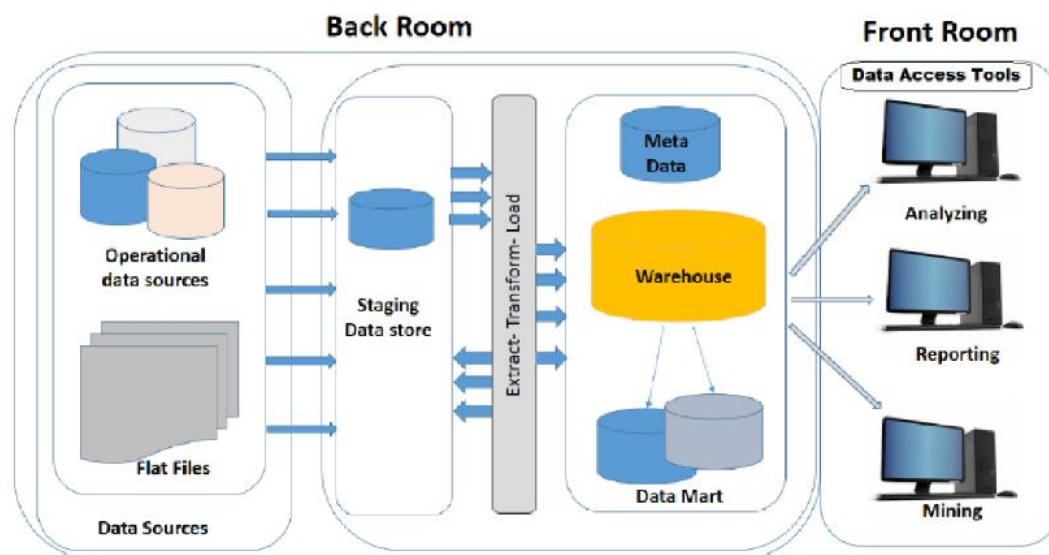 Back Room
Front Room
Data Access Tools
Operational
data sources
Flat Files
Data Sources
Staging
Data store
Extract- Transform- Load
Meta
Data
Warehouse
Data Mart
Analyzing
Reporting
Mining